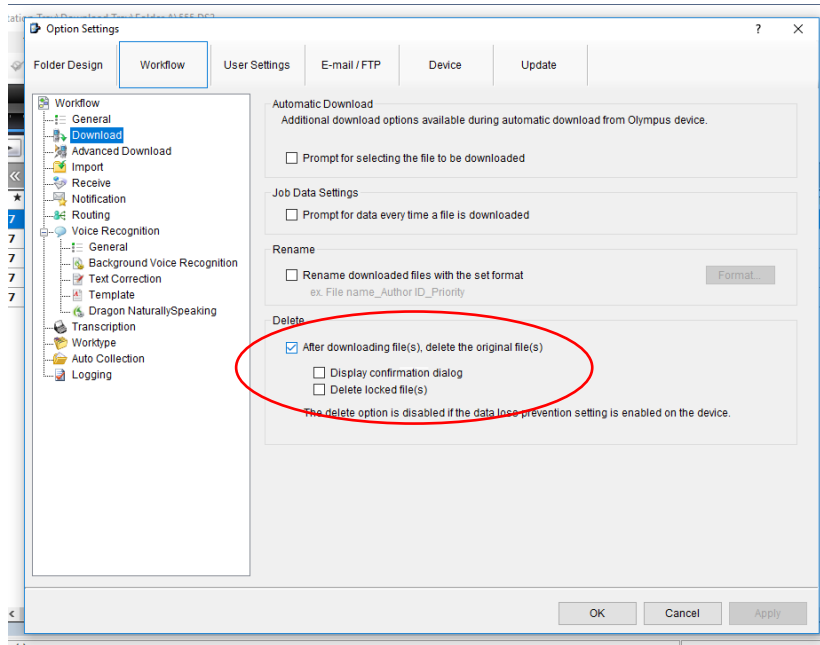 Option Settings
?
Folder Design
Workflow
User Settings
E-mail / FTP
Device
Update
Workflow
General
Download
Advanced Download
Import
Receive
Notification
Routing
Voice Recognition
General
Background Voice Recognition
Text Correction
Template
Dragon NaturallySpeaking
Transcription
Worktype
Auto Collection
Logging
Automatic Download
Additional download options available during automatic download from Olympus device.
Prompt for selecting the file to be downloaded
Job Data Settings
Prompt for data every time a file is downloaded
Rename
Rename downloaded files with the set format
Format...
ex. File name_Author ID_Priority
Delete
After downloading file(s), delete the original file(s)
Display confirmation dialog
Delete locked file(s)
The delete option is disabled if the data loss prevention setting is enabled on the device.
OK
Cancel
Apply
7
7
7
7
7